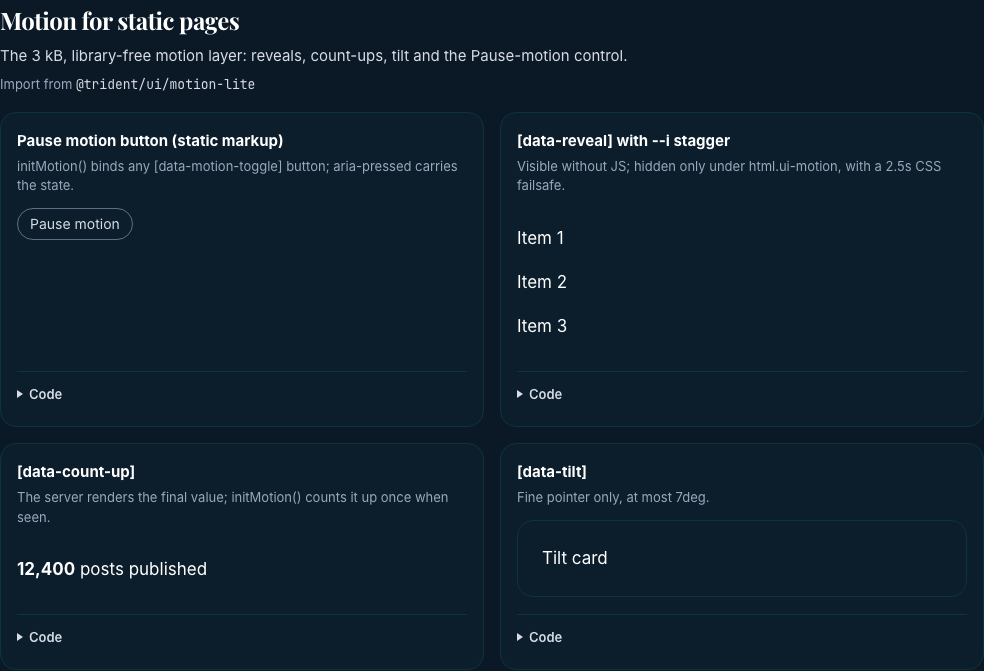 Motion for static pages
The 3 kB, library-free motion layer: reveals, count-ups, tilt and the Pause-motion control.
Import from @trident/ui/motion-lite
Pause motion button (static markup)
initMotion() binds any [data-motion-toggle] button; aria-pressed carries
the state.
Pause motion
Code
[data-reveal] with --i stagger
Visible without JS; hidden only under html.ui-motion, with a 2.5s CSS
failsafe.
Item 1
Item 2
Item 3
Code
[data-count-up]
The server renders the final value; initMotion() counts it up once when
seen.
12,400 posts published
Code
[data-tilt]
Fine pointer only, at most 7deg.
Tilt card
Code